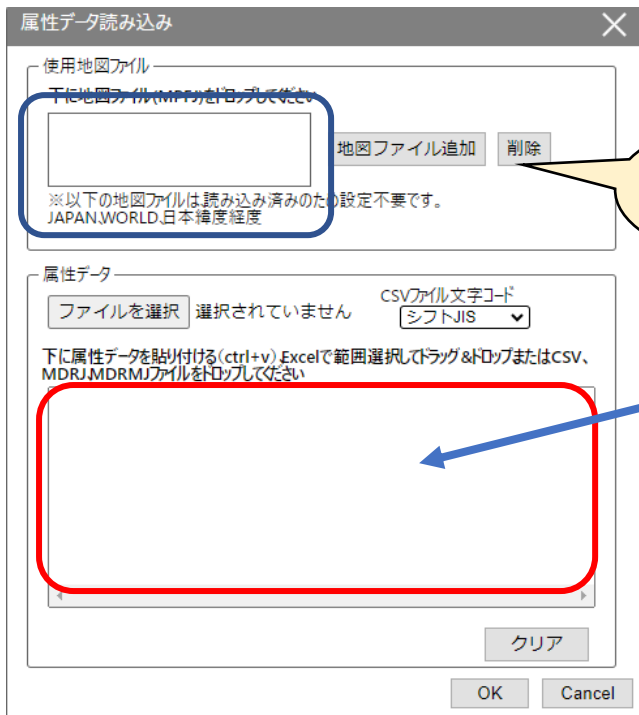 属性データ読み込み
使用地図ファイル
下に地図ファイル(MPFJ)をドロップしてください
地図ファイル追加 削除
※以下の地図ファイルは読み込み済みのため設定不要です。
JAPAN,WORLD,日本緯度経度
属性データ
ファイルを選択 選択されていません
CSVファイル文字コード
シフトJIS
下に属性データを貼り付ける(ctrl+v),Excelで範囲選択してドラッグ&ドロップまたはCSV、
MDRJ,MDRMJファイルをドロップしてください
クリア
OK Cancel